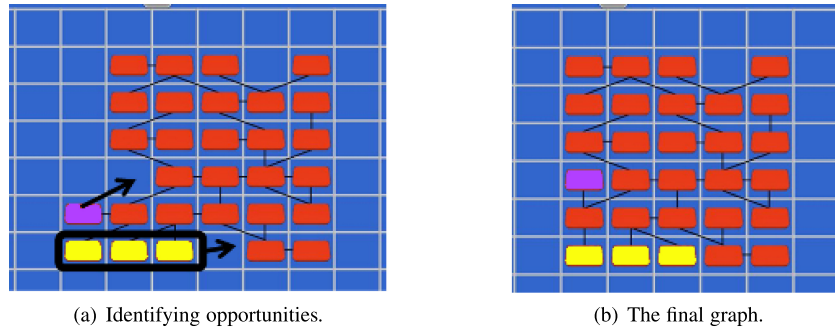 (a) Identifying opportunities.
(b) The final graph.